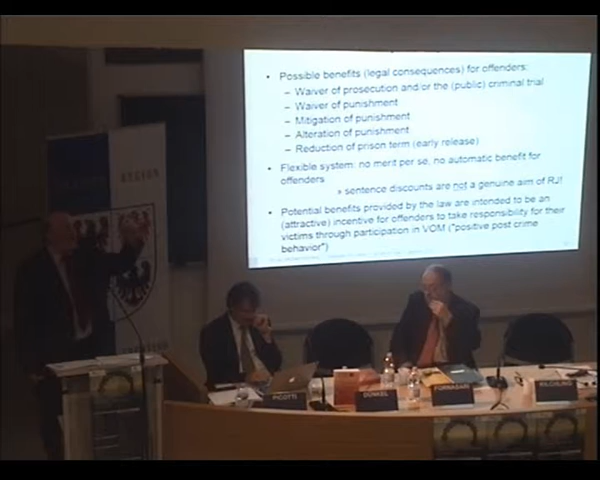 • Possible benefits (legal consequences) for offenders:
– Waiver of prosecution and/or the (public) criminal trial
– Waiver of punishment
– Mitigation of punishment
– Alteration of punishment
– Reduction of prison term (early release)
• Flexible system: no merit per se, no automatic benefit for
offenders
» sentence discounts are not a genuine aim of RJ!
• Potential benefits provided by the law are intended to be an
(attractive) incentive for offenders to take responsibility for their
victims through participation in VOM ("positive post crime
behavior")
PICOTTI
DÜNKEL
FORNASARI
KILCHLING